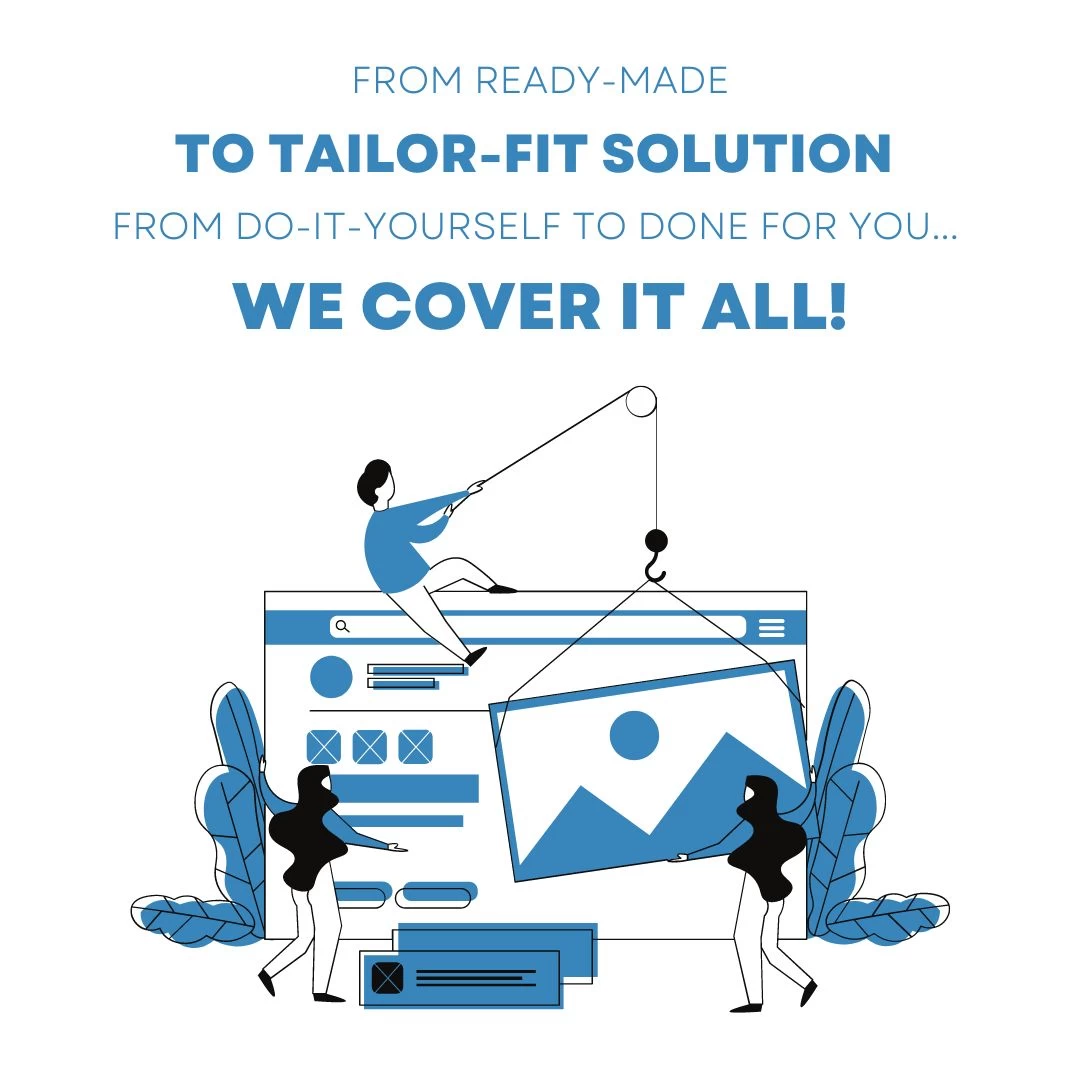 FROM READY-MADE
TO TAILOR-FIT SOLUTION
FROM DO-IT-YOURSELF TO DONE FOR YOU...
WE COVER IT ALL!